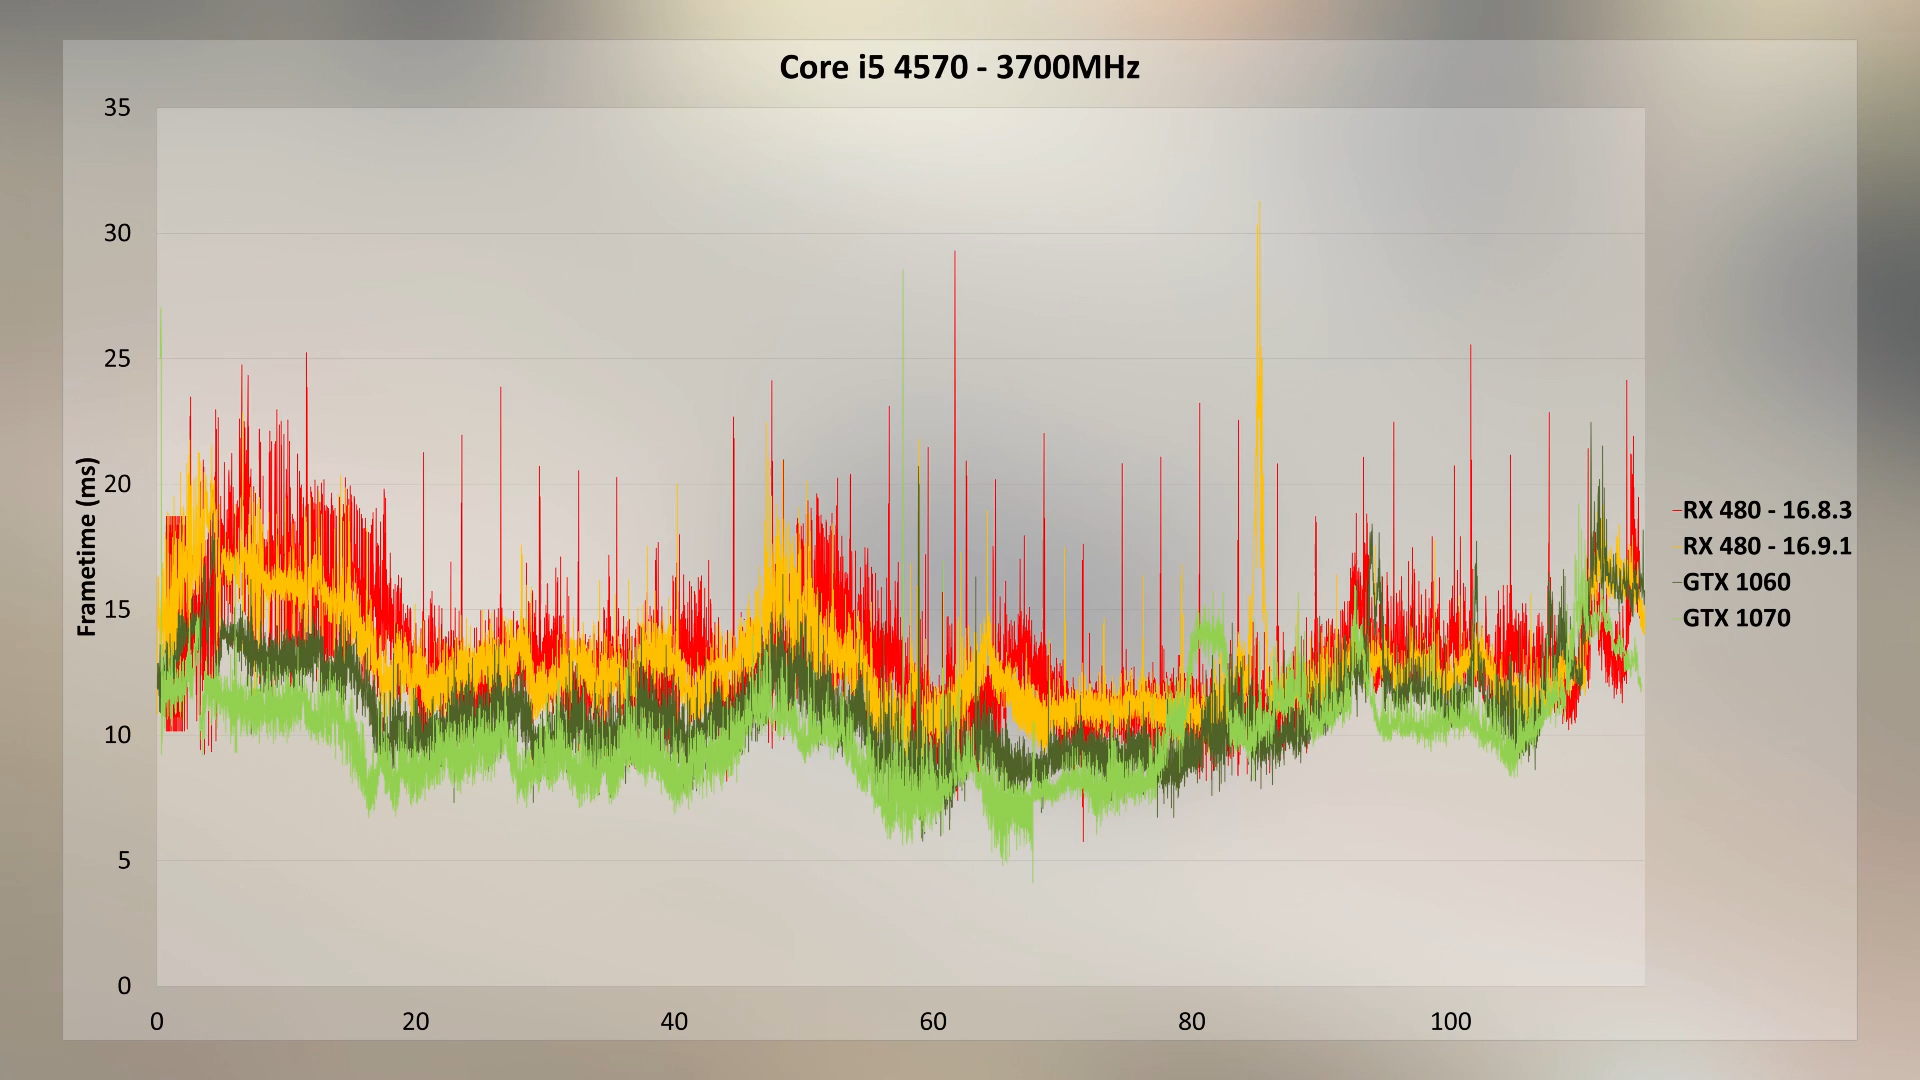 Core i5 4570 - 3700MHz
35
30
25
20
15
10
5
0
Frametime (ms)
0 20 40 60 80 100
RX 480 - 16.8.3
RX 480 - 16.9.1
GTX 1060
GTX 1070